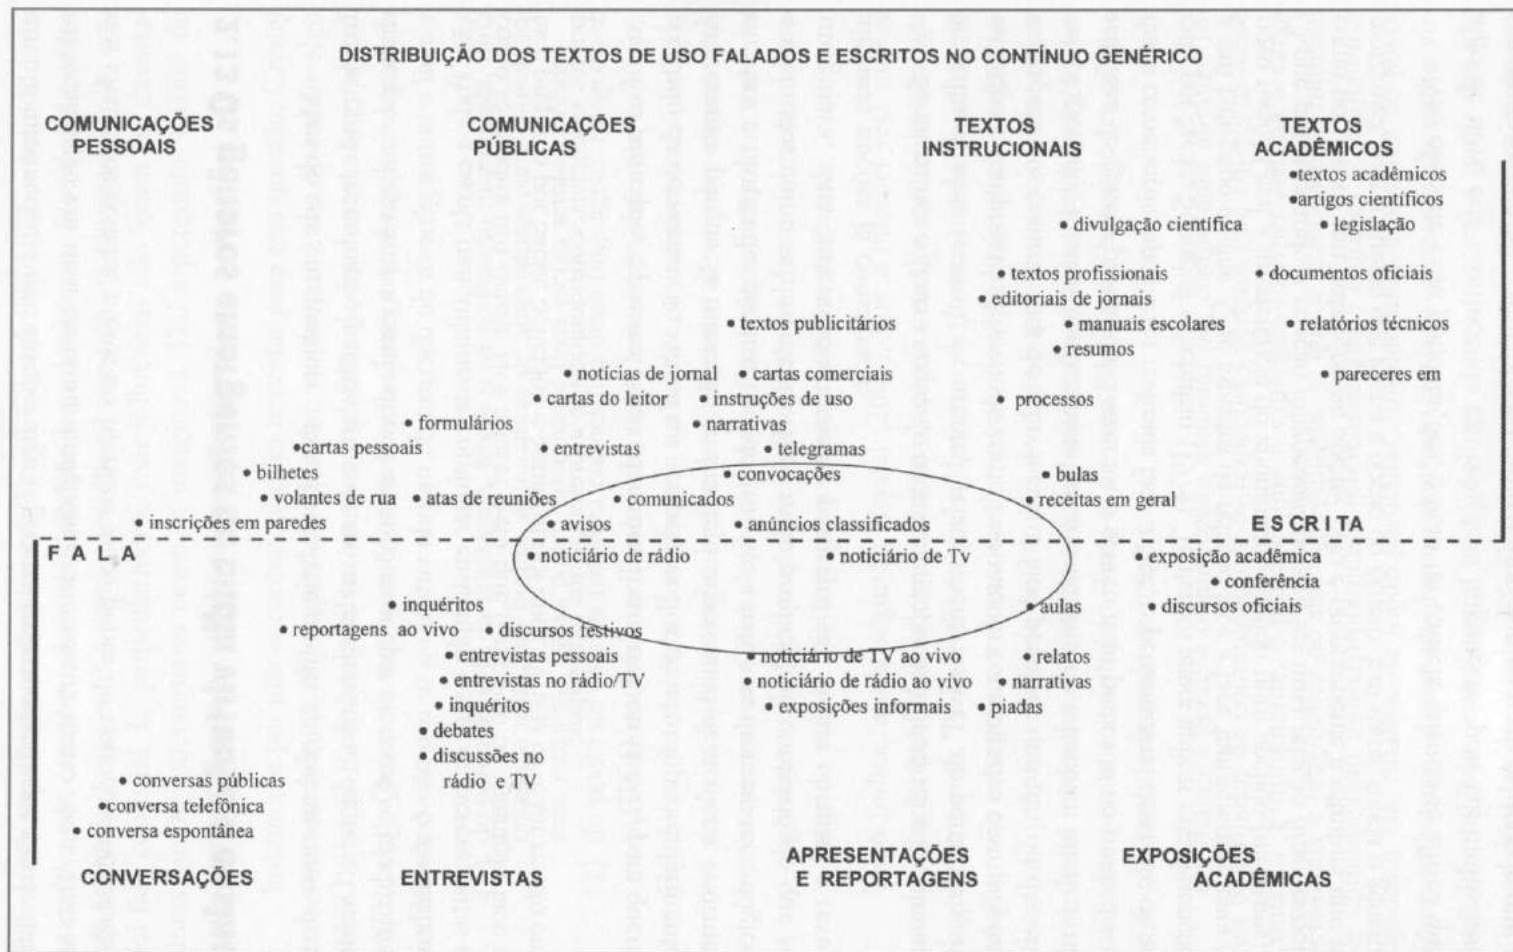 DISTRIBUIÇÃO DOS TEXTOS DE USO FALADOS E ESCRITOS NO CONTÍNUO GENÉRICO
COMUNICAÇÕES
PESSOAIS
COMUNICAÇÕES
PÚBLICAS
TEXTOS
INSTRUCIONAIS
TEXTOS
ACADÊMICOS
•textos acadêmicos
•artigos científicos
• divulgação científica
• legislação
• textos profissionais
• documentos oficiais
• editoriais de jornais
• textos publicitários
• manuais escolares
• relatórios técnicos
• resumos
• notícias de jornal
• cartas comerciais
• pareceres em
• cartas do leitor
• instruções de uso
• processos
• formulários
• narrativas
•cartas pessoais
• entrevistas
• telegramas
• bilhetes
• convocações
• bulas
• volantes de rua
• atas de reuniões
• comunicados
• receitas em geral
• inscrições em paredes
• avisos
• anúncios classificados
E S C R I T A
F A L A
• noticiário de rádio
• noticiário de Tv
• exposição acadêmica
• conferência
• inquéritos
• aulas
• discursos oficiais
• reportagens ao vivo
• discursos festivos
• entrevistas pessoais
• noticiário de TV ao vivo
• relatos
• entrevistas no rádio/TV
• noticiário de rádio ao vivo
• narrativas
• inquéritos
• exposições informais
• piadas
• debates
• discussões no
rádio e TV
• conversas públicas
•conversa telefônica
• conversa espontânea
CONVERSAÇÕES
ENTREVISTAS
APRESENTAÇÕES
E REPORTAGENS
EXPOSIÇÕES
ACADÊMICAS